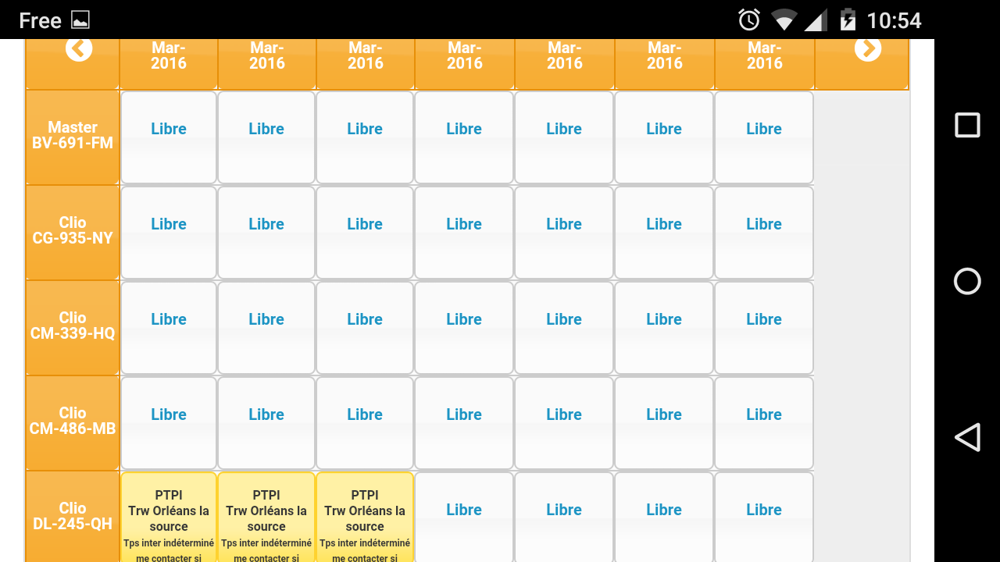 Free 10:54
Mar- Mar- Mar- Mar- Mar- Mar- Mar-
2016 2016 2016 2016 2016 2016 2016
Master
BV-691-FM
Libre Libre Libre Libre Libre Libre Libre
Clio
CG-935-NY
Libre Libre Libre Libre Libre Libre Libre
Clio
CM-339-HQ
Libre Libre Libre Libre Libre Libre Libre
Clio
CM-486-MB
Libre Libre Libre Libre Libre Libre Libre
Clio
DL-245-QH
PTPI
Trw Orléans la
source
Tps inter indéterminé
me contacter si
PTPI
Trw Orléans la
source
Tps inter indéterminé
me contacter si
PTPI
Trw Orléans la
source
Tps inter indéterminé
me contacter si
Libre Libre Libre Libre